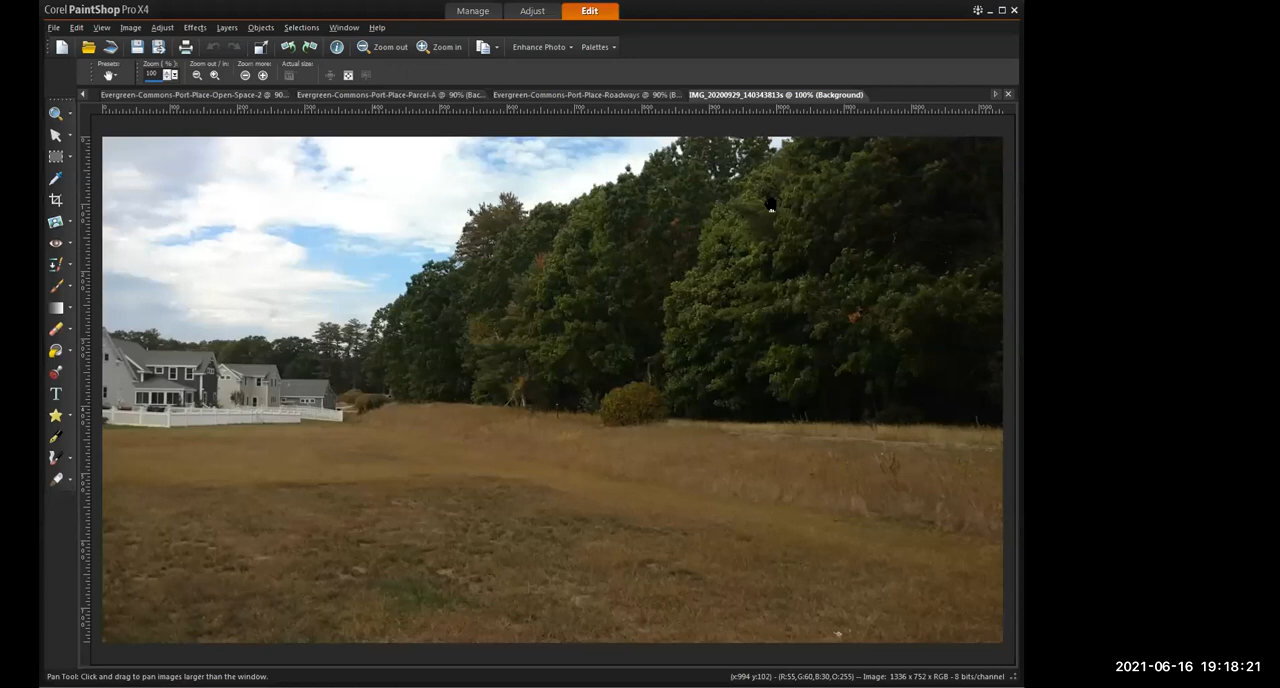 Corel PaintShop Pro X4
Manage Adjust Edit
File Edit View Image Adjust Effects Layers Objects Selections Window Help
Zoom out Zoom in Enhance Photo Palettes
Presets: Zoom ( % ): Zoom out / in: Zoom more: Actual size:
100
Evergreen-Commons-Port-Place-Open-Space-2 @ 90... Evergreen-Commons-Port-Place-Parcel-A @ 90% (Bac... Evergreen-Commons-Port-Place-Roadways @ 90% (B... IMG_20200929_140343813s @ 100% (Background)
Pan Tool: Click and drag to pan images larger than the window.
(x:994 y:102) - (R:55,G:60,B:30,O:255) -- Image: 1336 x 752 x RGB - 8 bits/channel
2021-06-16 19:18:21